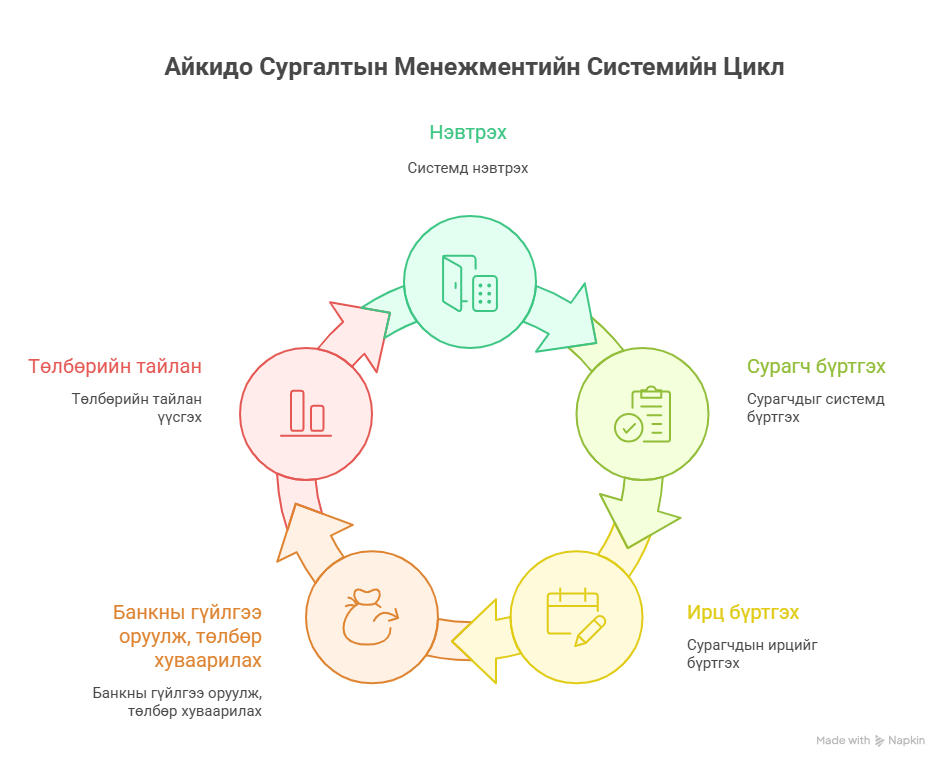 Айкидо Сургалтын Менежментийн Системийн Цикл
Нэвтрэх
Системд нэвтрэх
Сурагч бүртгэх
Сурагчдыг системд
бүртгэх
Ирц бүртгэх
Сурагчдын ирцийг
бүртгэх
Банкны гүйлгээ
оруулж, төлбөр
хуваарилах
Банкны гүйлгээ оруулж,
төлбөр хуваарилах
Төлбөрийн тайлан
Төлбөрийн тайлан
үүсгэх
Made with Napkin